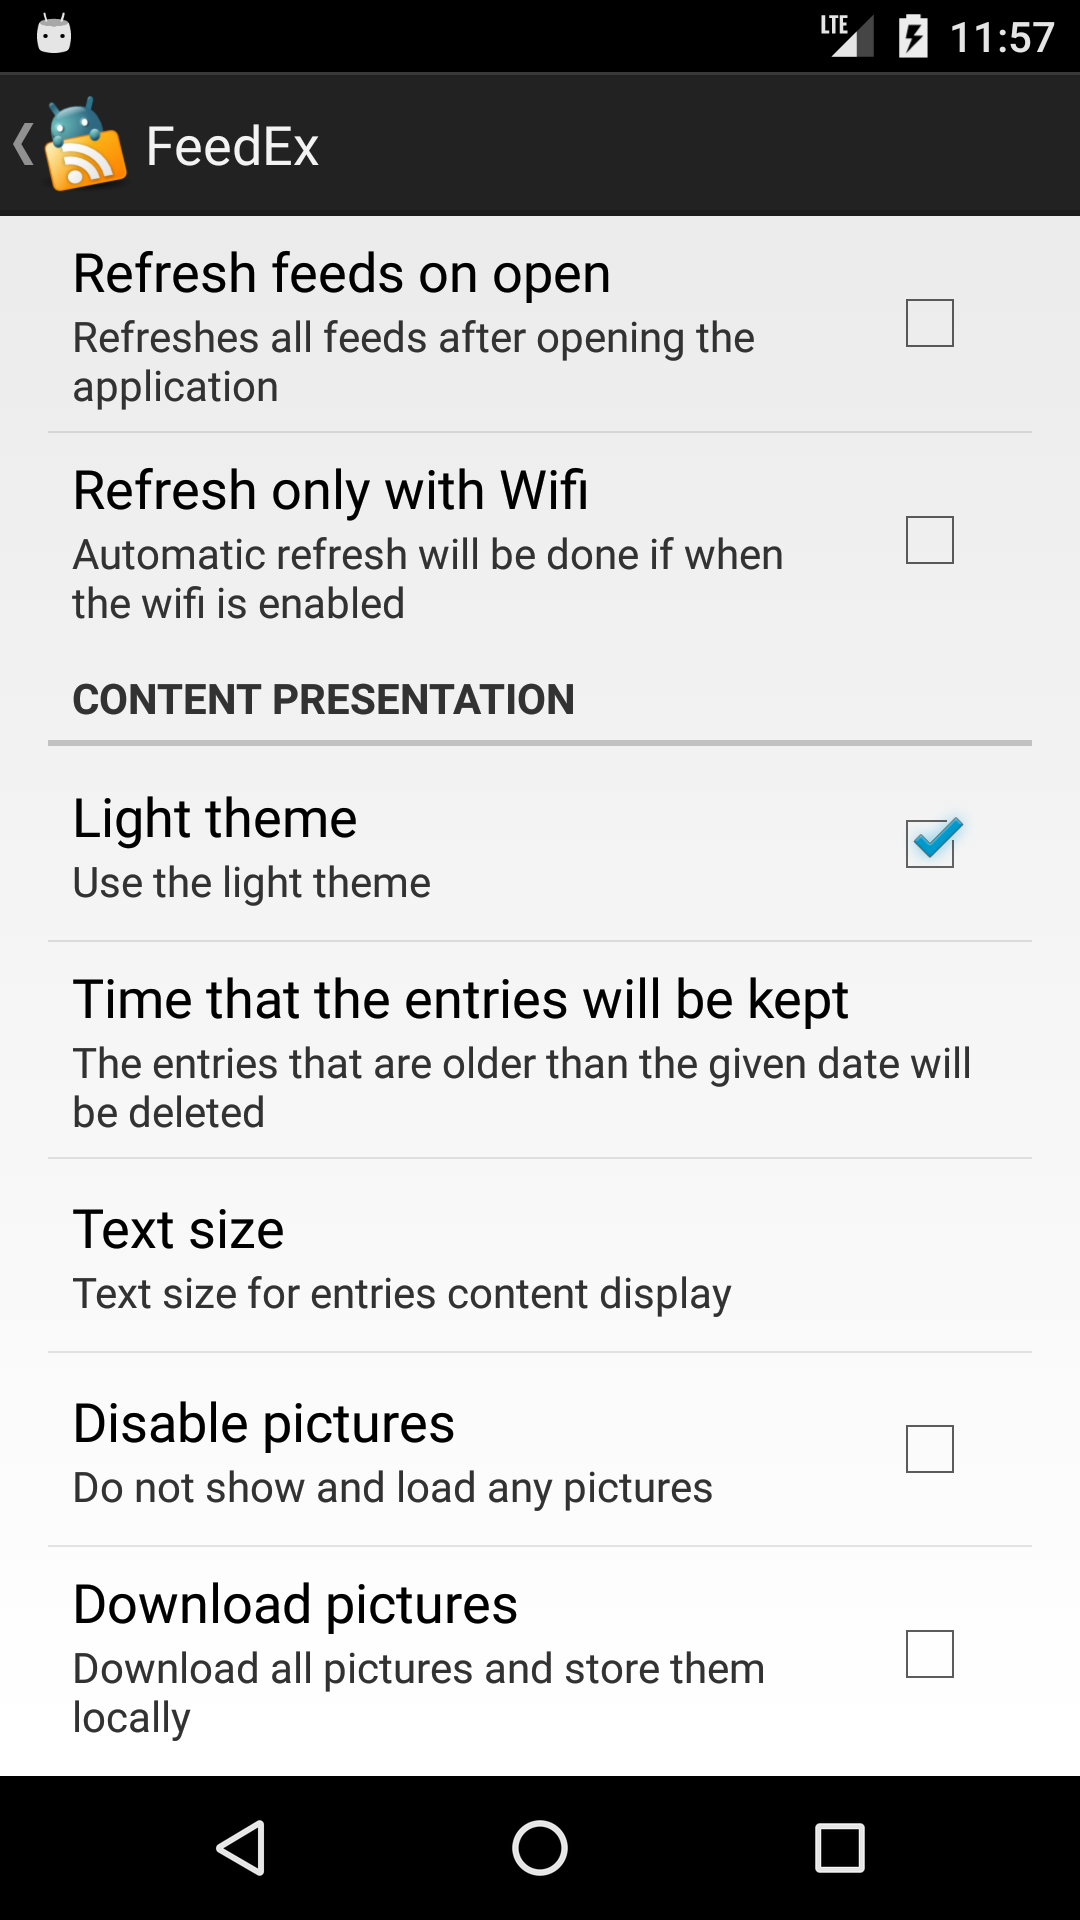 LTE 11:57
FeedEx
Refresh feeds on open
Refreshes all feeds after opening the
application
Refresh only with Wifi
Automatic refresh will be done if when
the wifi is enabled
CONTENT PRESENTATION
Light theme
Use the light theme
Time that the entries will be kept
The entries that are older than the given date will
be deleted
Text size
Text size for entries content display
Disable pictures
Do not show and load any pictures
Download pictures
Download all pictures and store them
locally